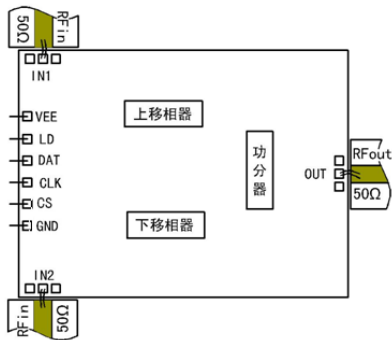 50Ω
RFin
IN1
VEE
上移相器
LD
RFout
DAT
功分器
OUT
CLK
50Ω
CS
下移相器
GND
IN2
RFin
50Ω